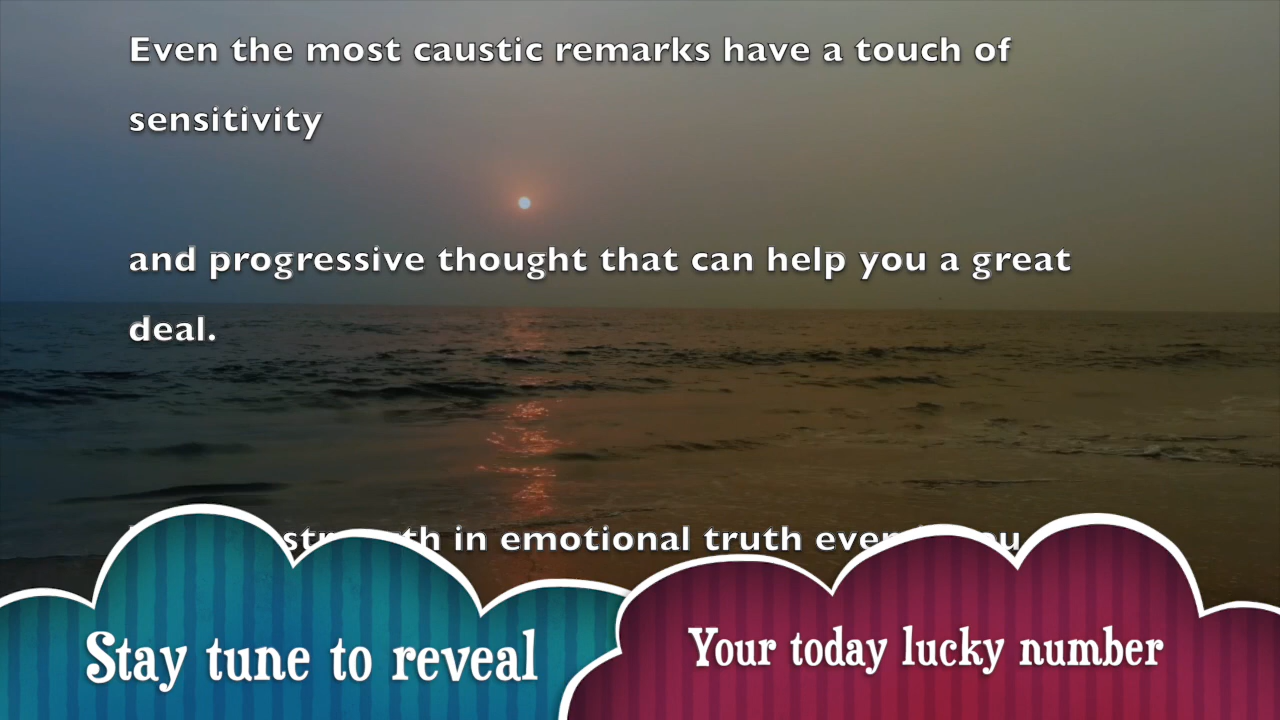 Even the most caustic remarks have a touch of
sensitivity
and progressive thought that can help you a great
deal.
in emotional truth
Stay tune to reveal
Your today lucky number